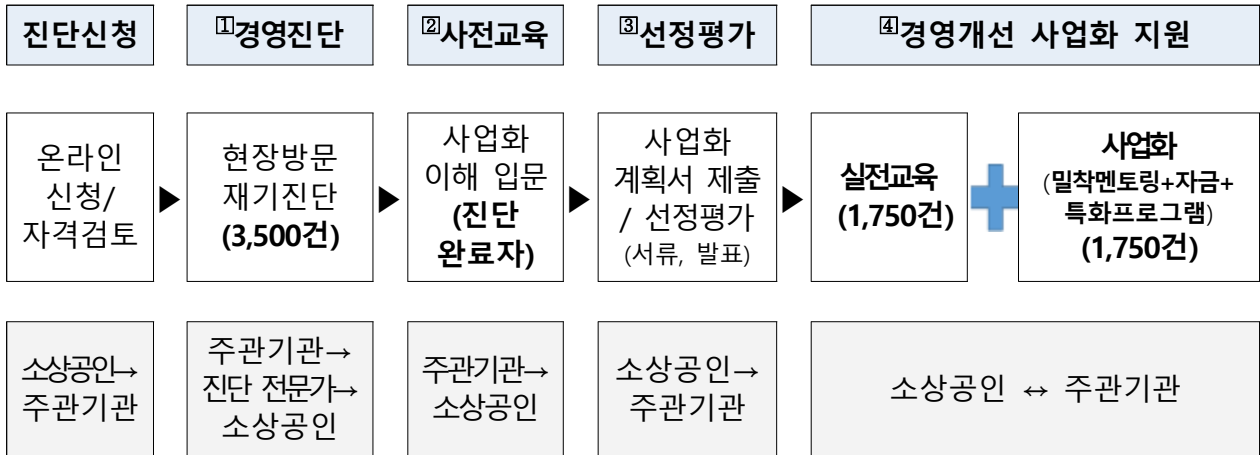 진단신청
1경영진단
2사전교육
3선정평가
4경영개선 사업화 지원
온라인
신청/
자격검토
▶
현장방문
재기진단
(3,500건)
▶
사업화
이해 입문
(진단
완료자)
▶
사업화
계획서 제출
/ 선정평가
(서류, 발표)
▶
실전교육
(1,750건)
사업화
(밀착멘토링+자금+
특화프로그램)
(1,750건)
소상공인→
주관기관
주관기관→
진단 전문가→
소상공인
주관기관→
소상공인
소상공인→
주관기관
소상공인 ↔ 주관기관